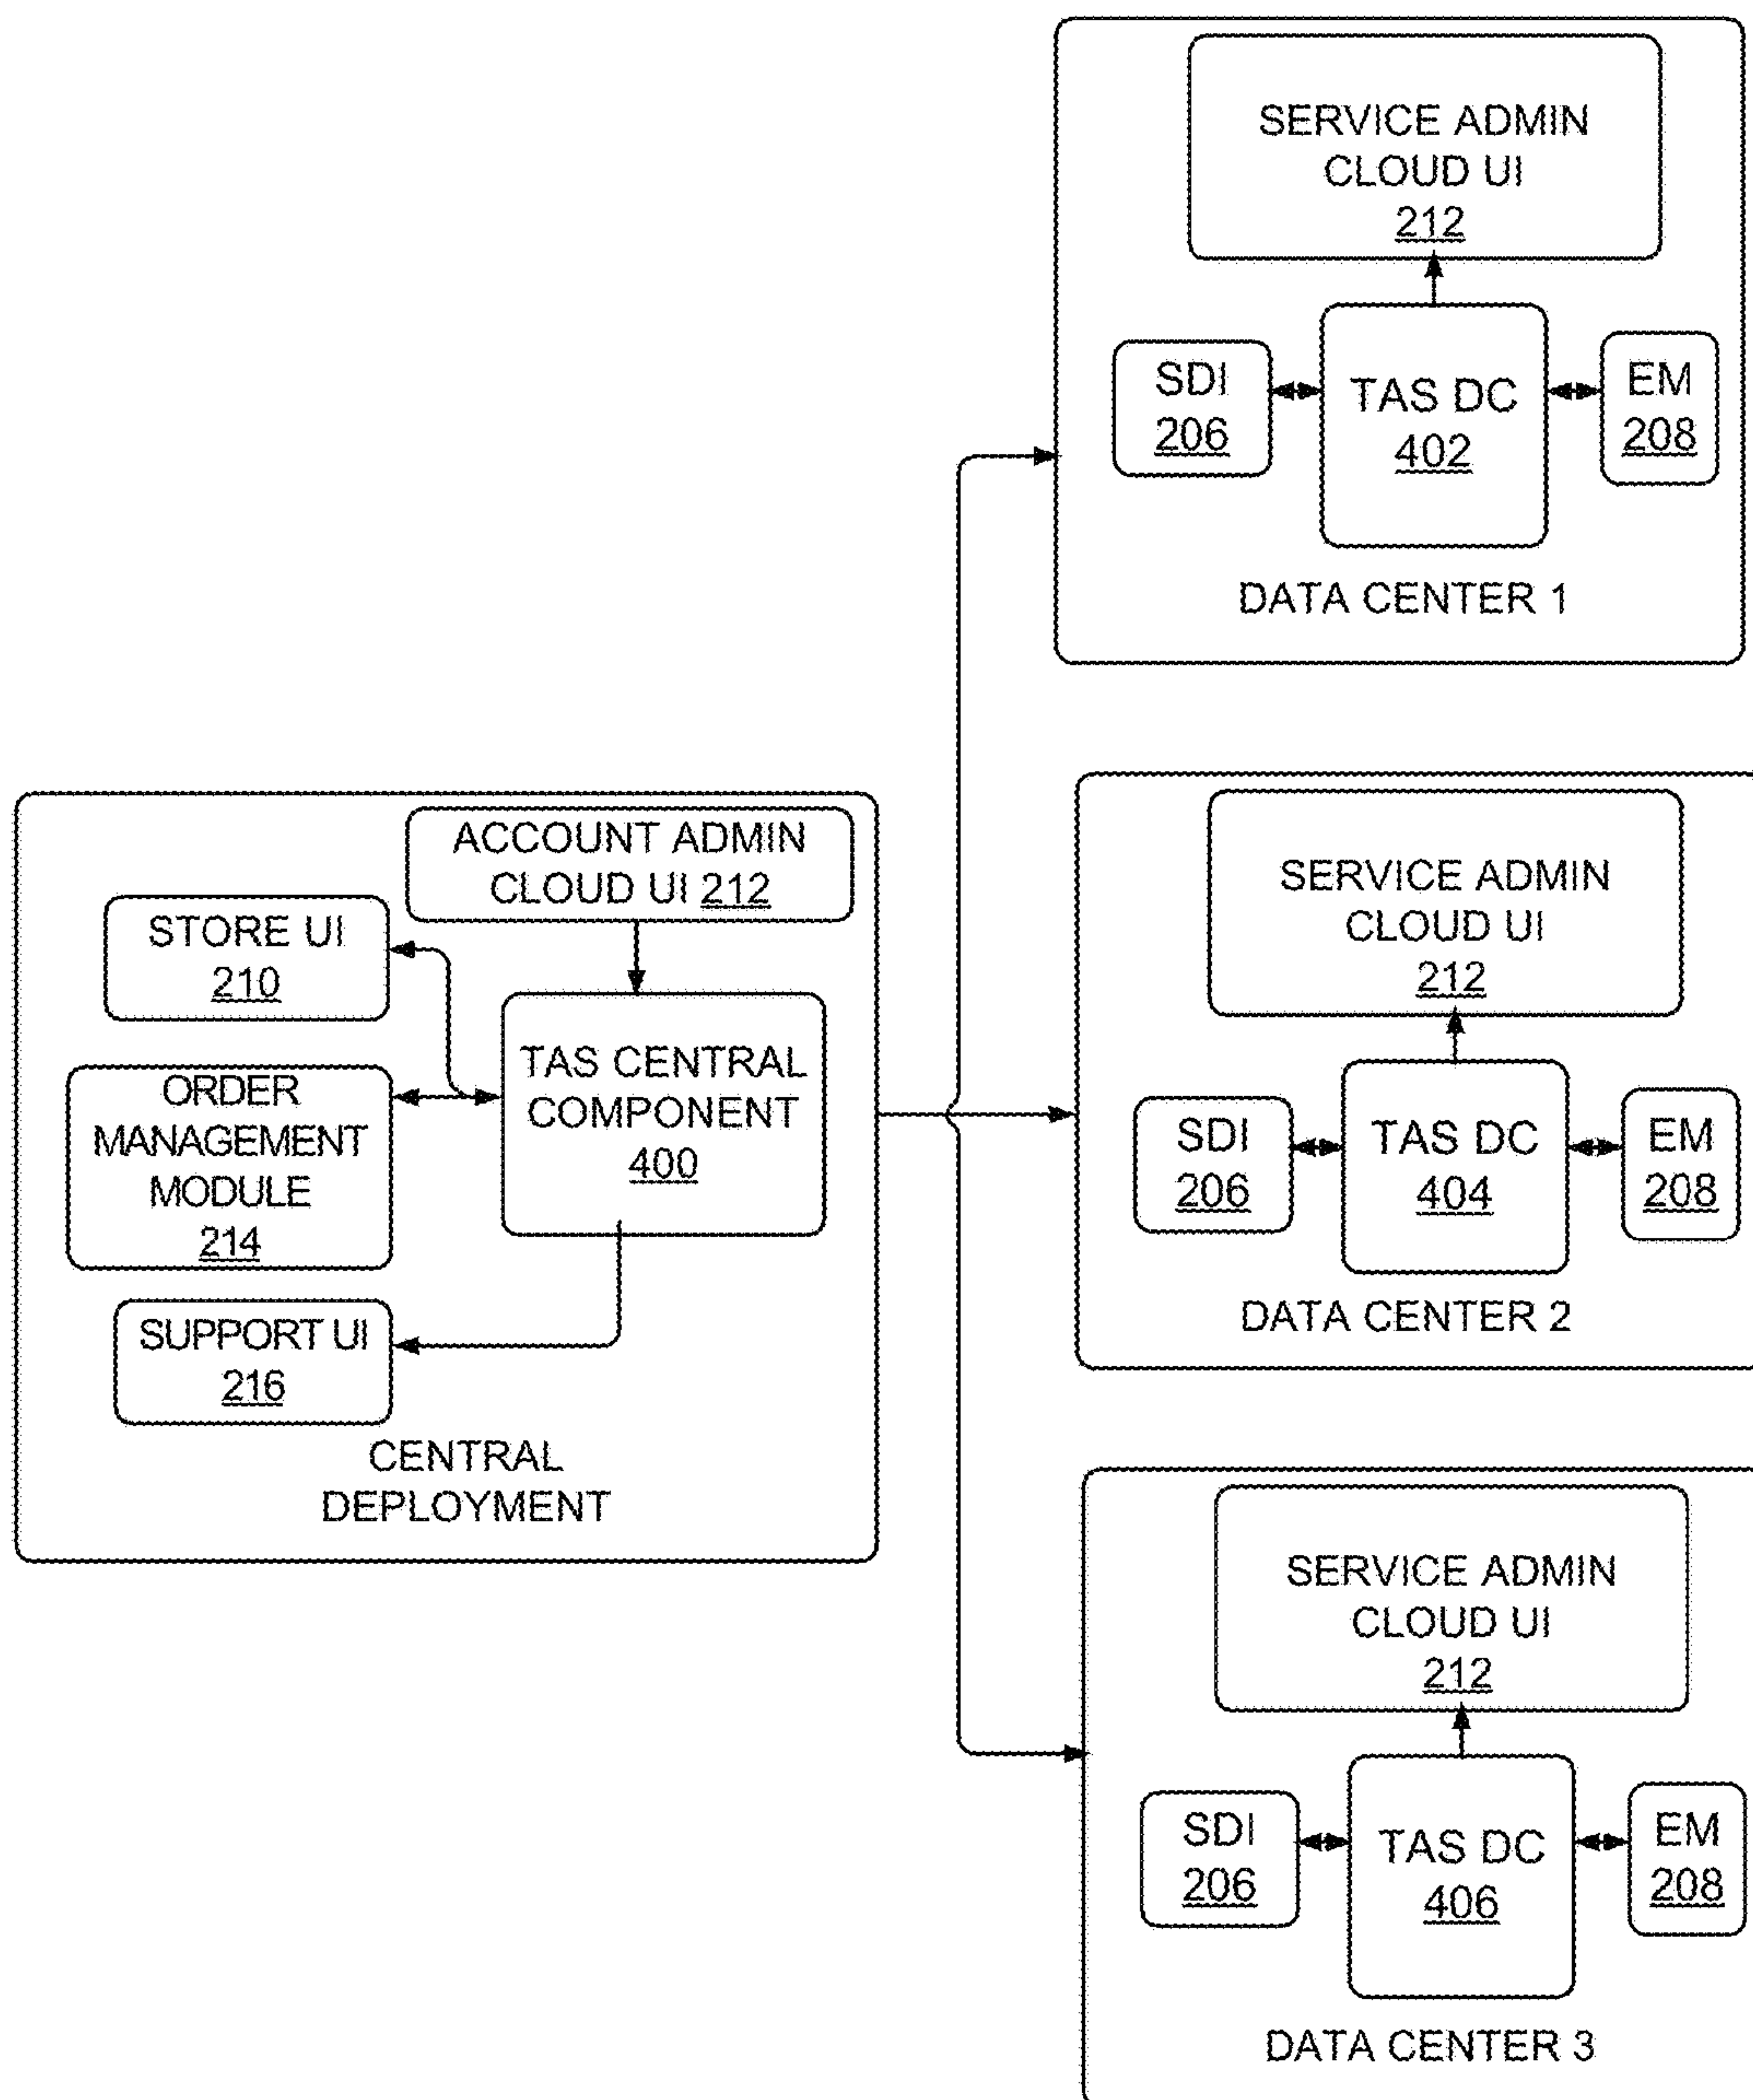 SERVICE ADMIN
CLOUD UI
212
SDI
206
TAS DC
402
EM
208
DATA CENTER 1
ACCOUNT ADMIN
CLOUD UI 212
STORE UI
210
TAS CENTRAL
COMPONENT
400
ORDER
MANAGEMENT
MODULE
214
SUPPORT UI
216
CENTRAL
DEPLOYMENT
SERVICE ADMIN
CLOUD UI
212
SDI
206
TAS DC
404
EM
208
DATA CENTER 2
SERVICE ADMIN
CLOUD UI
212
SDI
206
TAS DC
406
EM
208
DATA CENTER 3